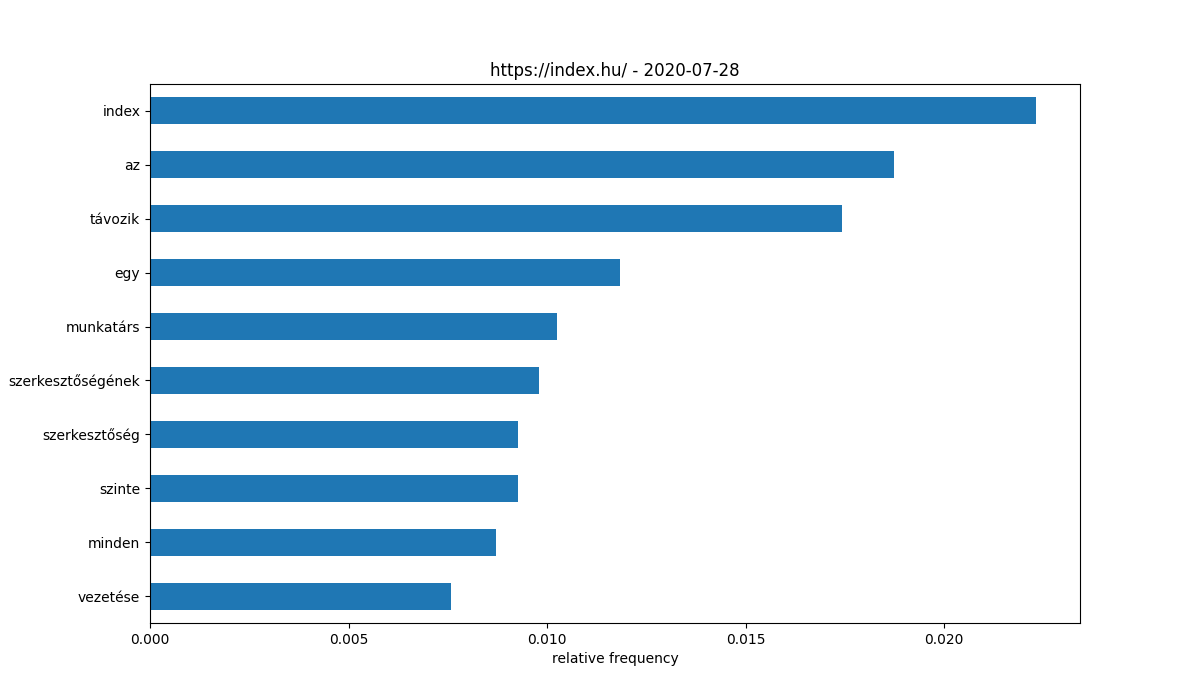 https://index.hu/ - 2020-07-28
index
az
távozik
egy
munkatárs
szerkesztőségének
szerkesztőség
szinte
minden
vezetése
0.000 0.005 0.010 0.015 0.020
relative frequency